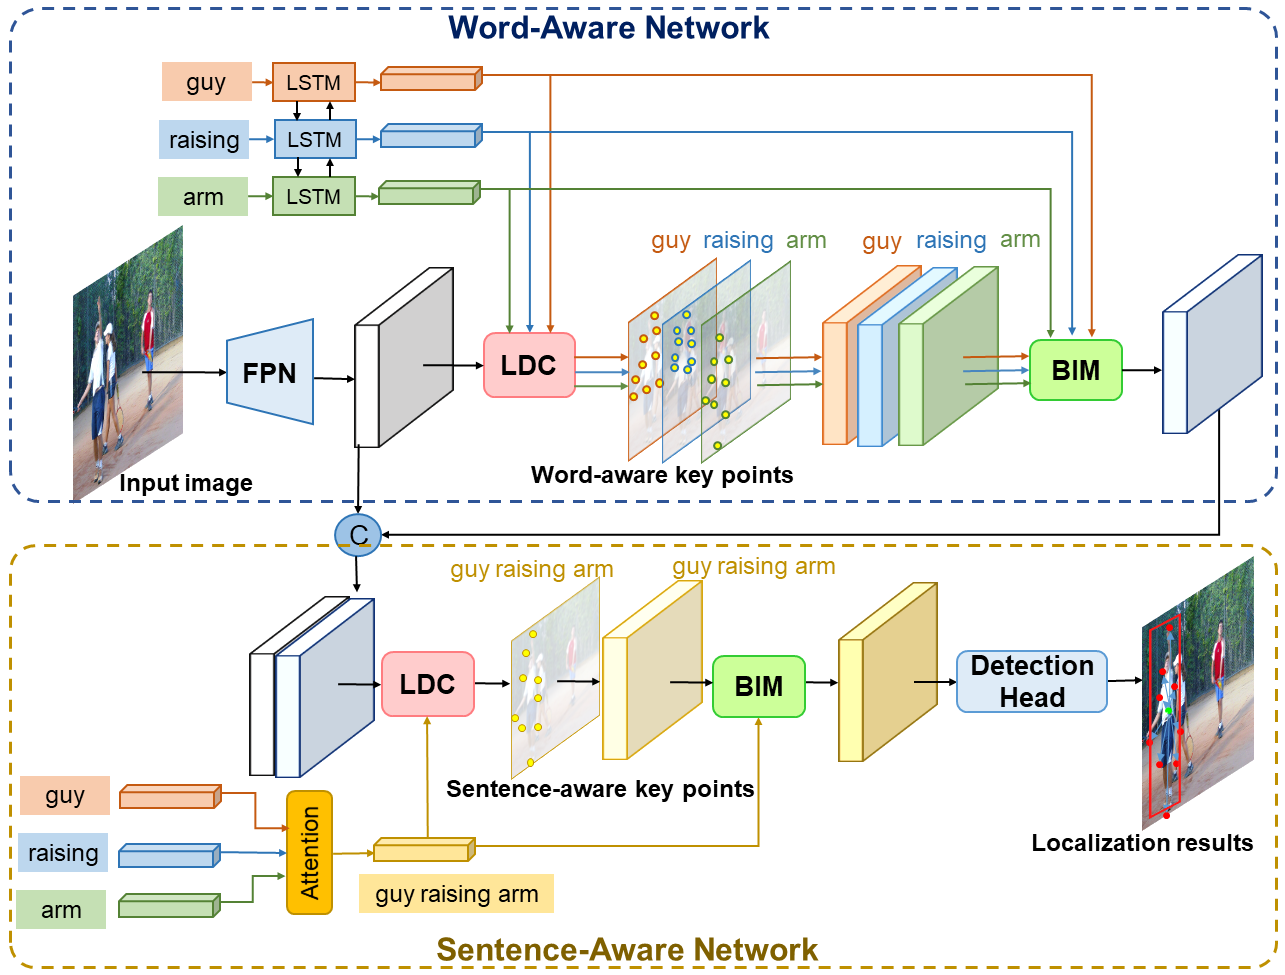 Word-Aware Network
guy
LSTM
raising
LSTM
arm
LSTM
guy raising arm
guy raising arm
FPN
LDC
BIM
Input image
Word-aware key points
C
guy raising arm
guy raising arm
LDC
BIM
Detection
Head
Sentence-aware key points
Localization results
guy
raising
arm
Attention
guy raising arm
Sentence-Aware Network